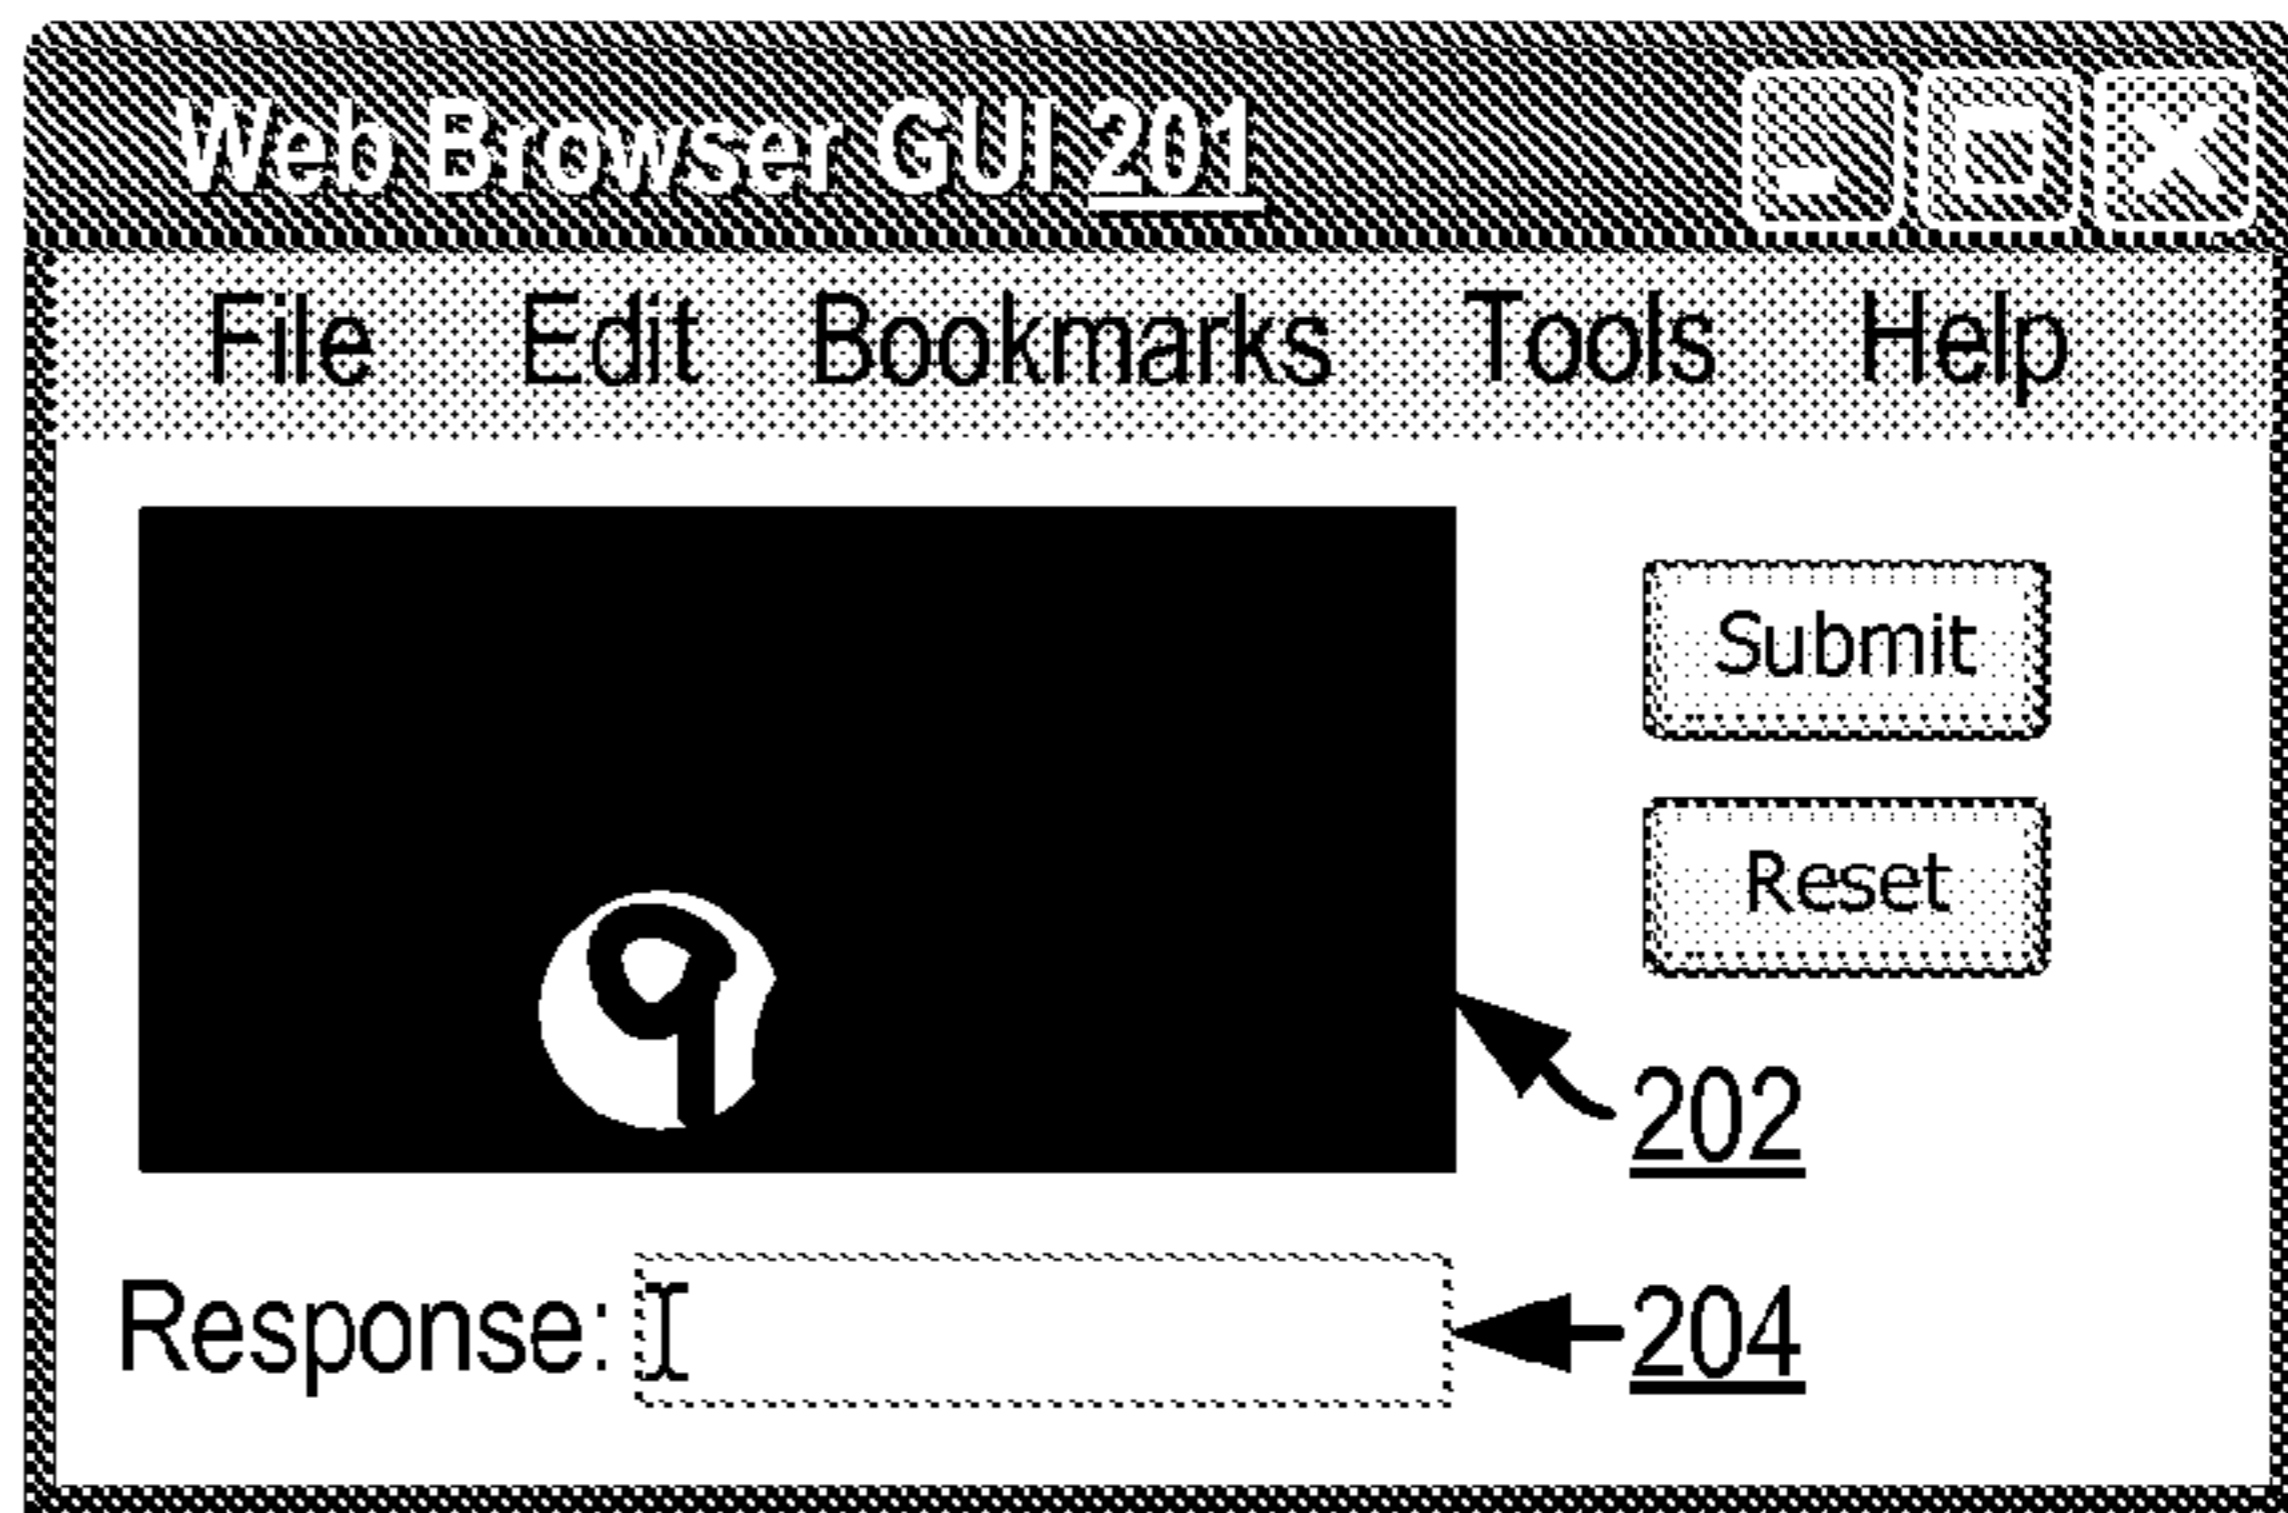 Web Browser GUI 201
File Edit Bookmarks Tools Help
Submit
Reset
202
Response:
204